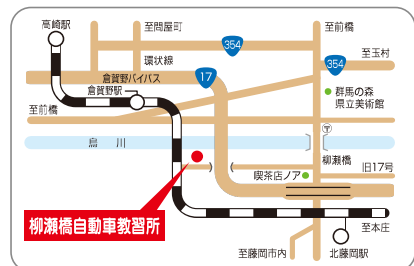 高崎駅
至問屋町
至前橋
354
環状線
至玉村
354
17
倉賀野バイパス
倉賀野駅
群馬の森
県立美術館
至前橋
〒
烏川
柳瀬橋
喫茶店ノア
旧17号
柳瀬橋自動車教習所
至本庄
至藤岡市内
北藤岡駅